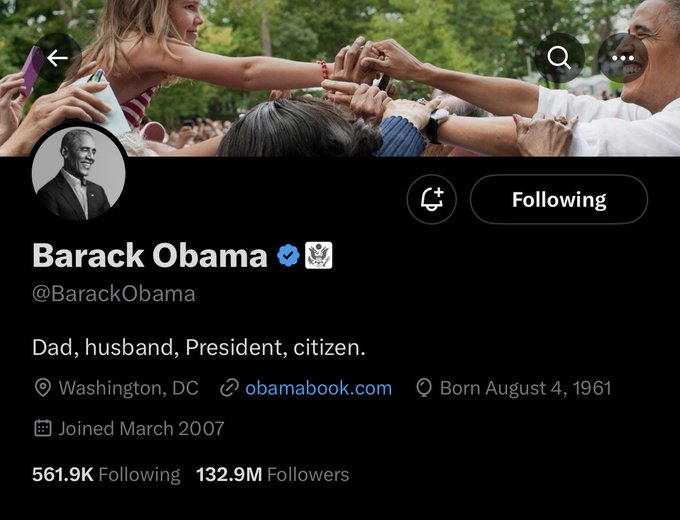 Following
Barack Obama
@BarackObama
Dad, husband, President, citizen.
Washington, DC obamabook.com Born August 4, 1961
Joined March 2007
561.9K Following 132.9M Followers